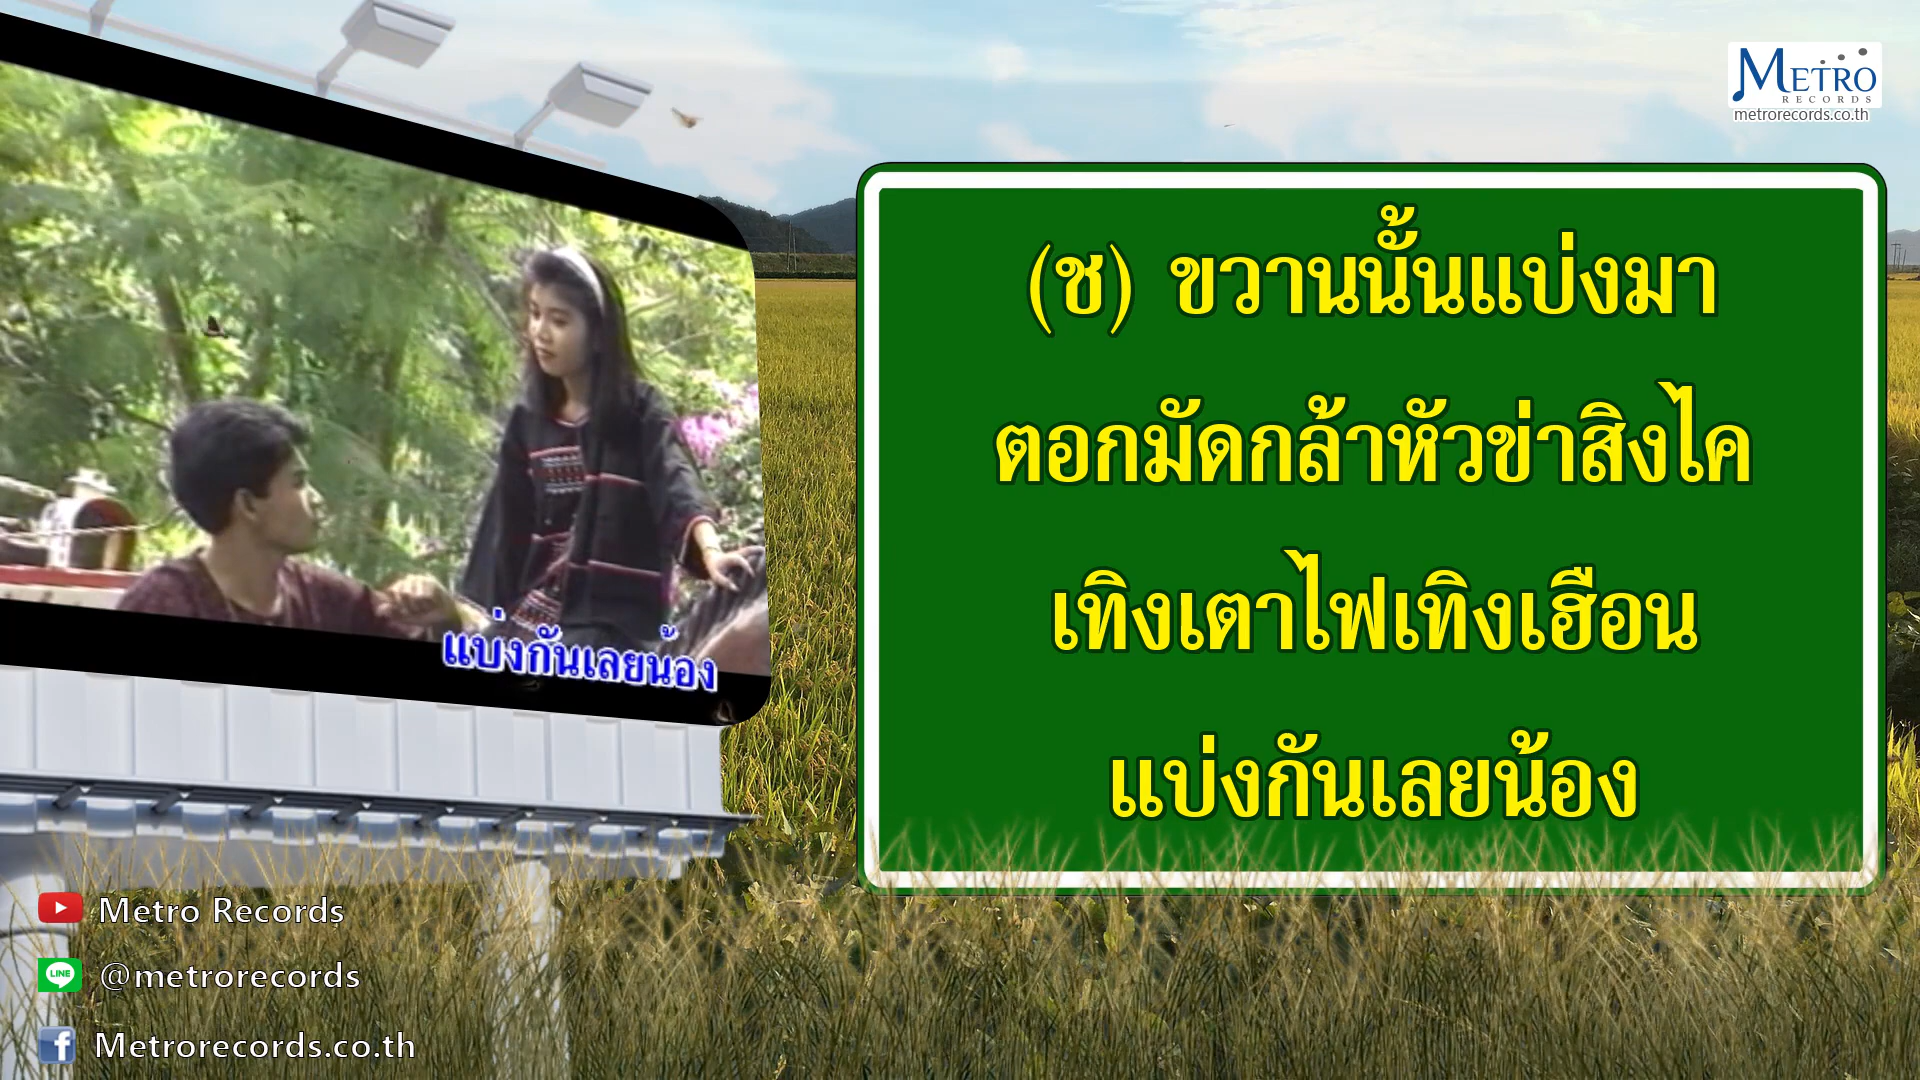 METRO
RECORDS
metrorecords.co.th
(ช) ขวานนั้นแบ่งมา
ตอกมัดกล้าหัวข่าสิงไค
เทิงเตาไฟเทิงเฮือน
แบ่งกันเลยน้อง
แบ่งกันเลยน้อง
Metro Records
LINE @metrorecords
Metrorecords.co.th